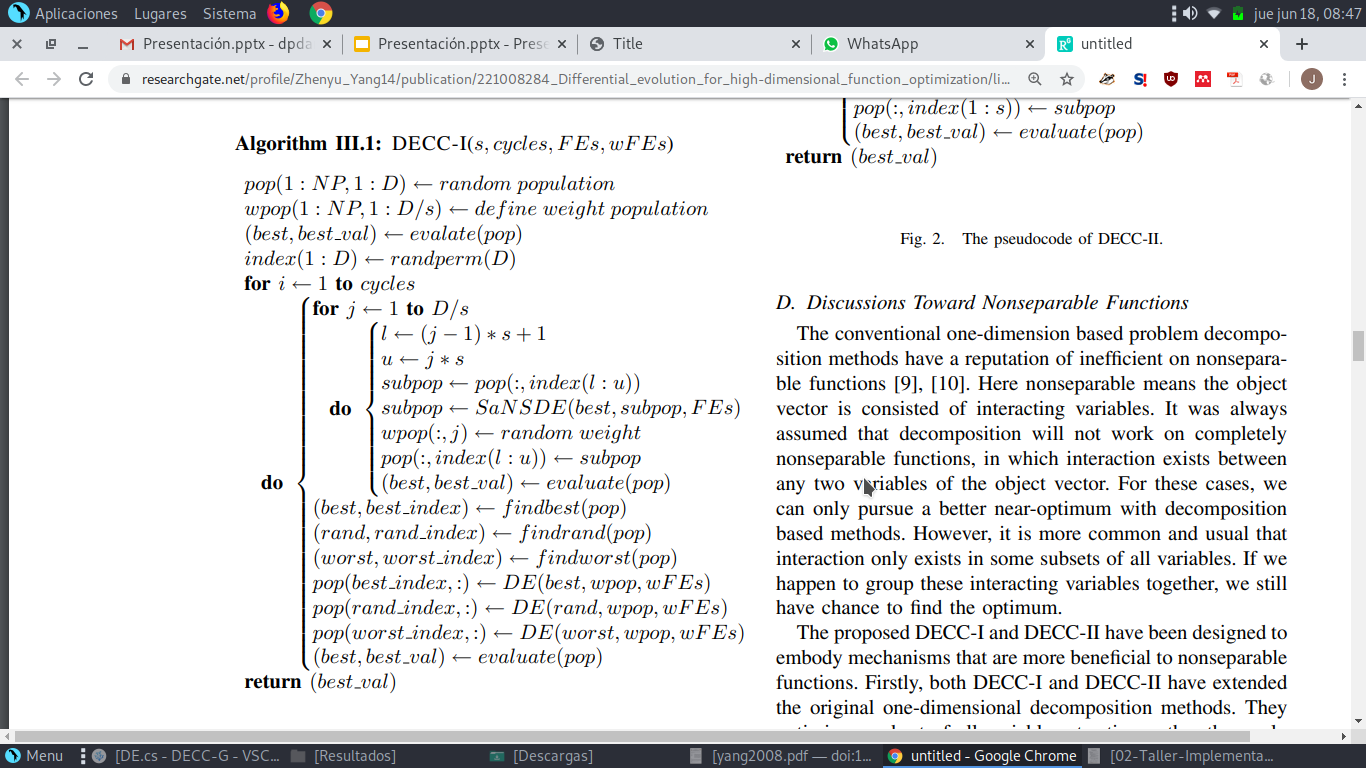 Aplicaciones Lugares Sistema
jue jun 18, 08:47
Presentación.pptx - dpda
Presentación.pptx - Prese
Title
WhatsApp
untitled
researchgate.net/profile/Zhenyu_Yang14/publication/221008284_Differential_evolution_for_high-dimensional_function_optimization/li...
Algorithm III.1: DECC-I(s, cycles, FEs, wFEs)
pop(1 : NP, 1 : D) ← random population
wpop(1 : NP, 1 : D/s) ← define weight population
(best, best_val) ← evalate(pop)
index(1 : D) ← randperm(D)
for i ← 1 to cycles
for j ← 1 to D/s
l ← (j − 1) ∗ s + 1
u ← j ∗ s
subpop ← pop(:, index(l : u))
do subpop ← SaNSDE(best, subpop, FEs)
wpop(:, j) ← random weight
pop(:, index(l : u)) ← subpop
do (best, best_val) ← evaluate(pop)
(best, best_index) ← findbest(pop)
(rand, rand_index) ← findrand(pop)
(worst, worst_index) ← findworst(pop)
pop(best_index, :) ← DE(best, wpop, wFEs)
pop(rand_index, :) ← DE(rand, wpop, wFEs)
pop(worst_index, :) ← DE(worst, wpop, wFEs)
(best, best_val) ← evaluate(pop)
return (best_val)
pop(:, index(1 : s)) ← subpop
(best, best_val) ← evaluate(pop)
return (best_val)
Fig. 2. The pseudocode of DECC-II.
D. Discussions Toward Nonseparable Functions
The conventional one-dimension based problem decompo-
sition methods have a reputation of inefficient on nonsepara-
ble functions [9], [10]. Here nonseparable means the object
vector is consisted of interacting variables. It was always
assumed that decomposition will not work on completely
nonseparable functions, in which interaction exists between
any two variables of the object vector. For these cases, we
can only pursue a better near-optimum with decomposition
based methods. However, it is more common and usual that
interaction only exists in some subsets of all variables. If we
happen to group these interacting variables together, we still
have chance to find the optimum.
The proposed DECC-I and DECC-II have been designed to
embody mechanisms that are more beneficial to nonseparable
functions. Firstly, both DECC-I and DECC-II have extended
the original one-dimensional decomposition methods. They
Menu
[DE.cs - DECC-G - VSC...
[Resultados]
[Descargas]
[yang2008.pdf — doi:1...
untitled - Google Chrome
[02-Taller-Implementa...